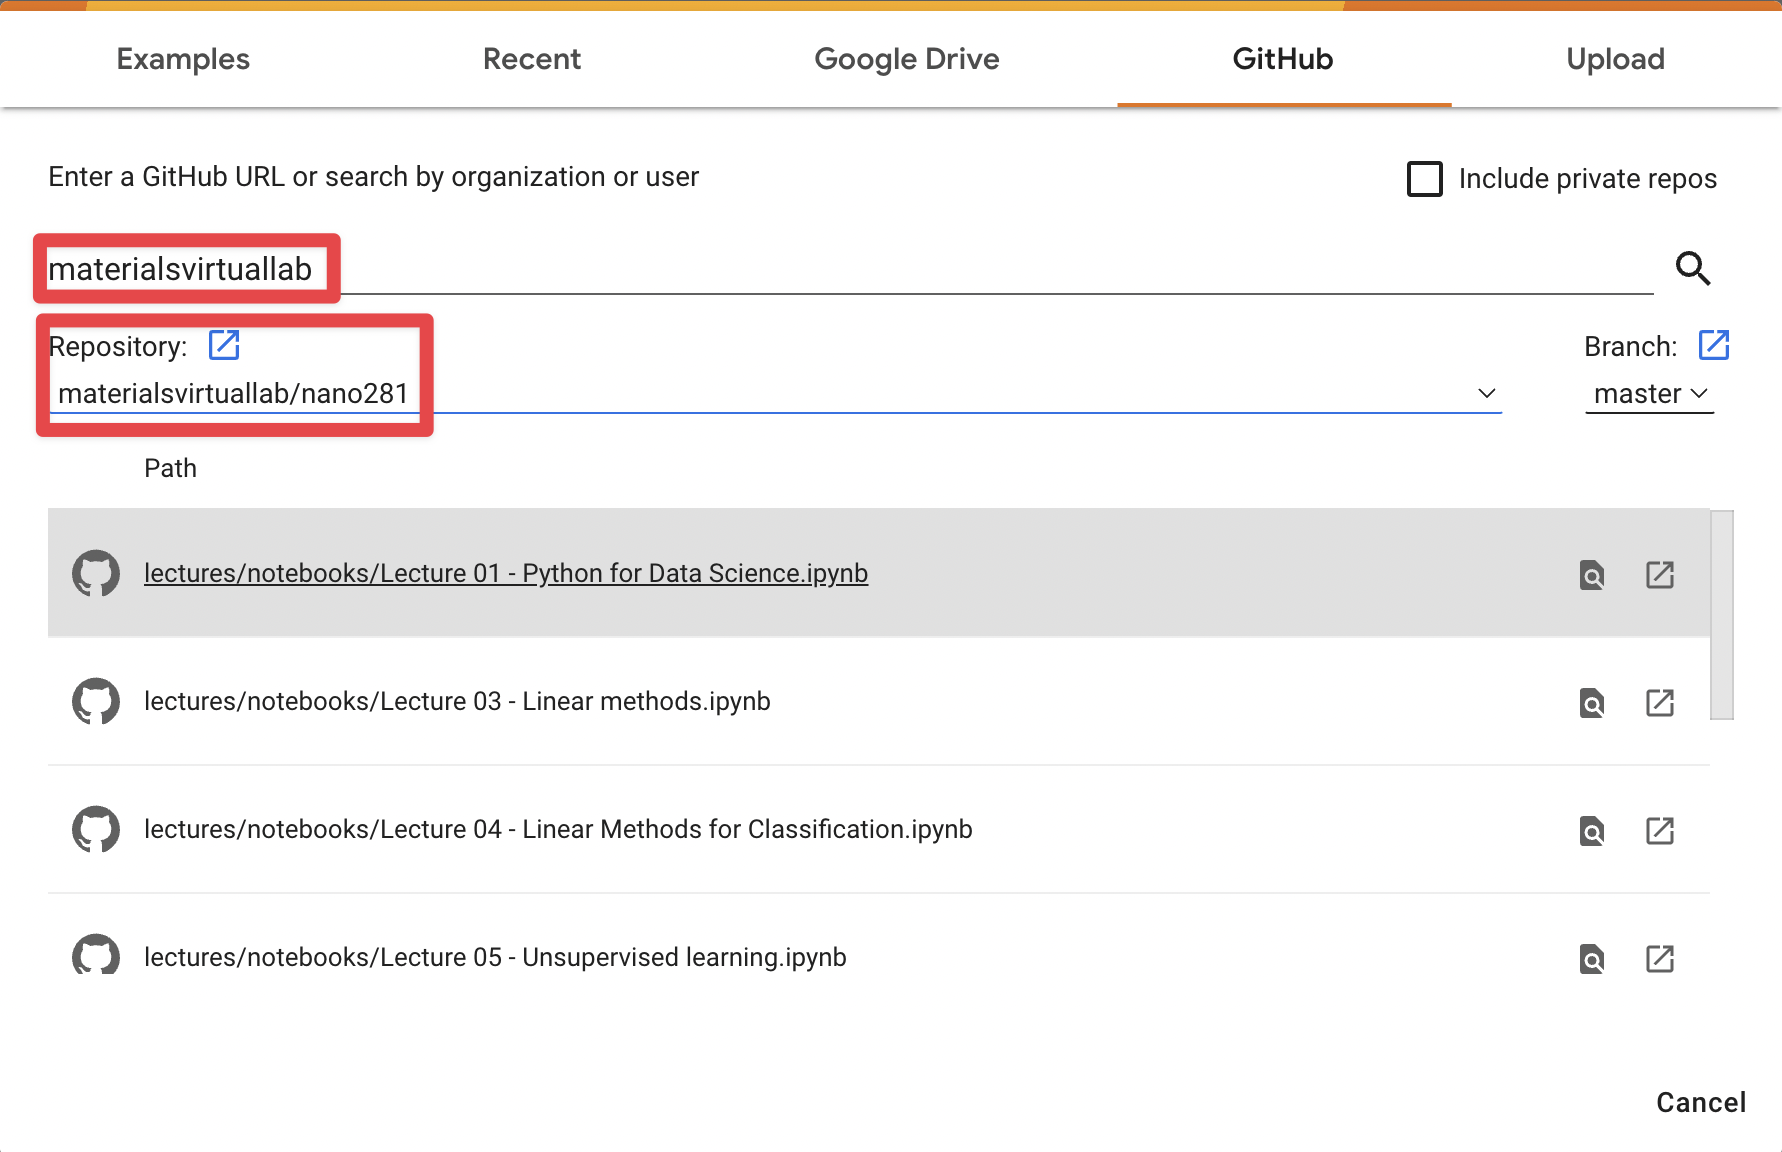 Examples Recent Google Drive GitHub Upload
Enter a GitHub URL or search by organization or user
Include private repos
materialsvirtuallab
Repository: Branch:
materialsvirtuallab/nano281 master
Path
lectures/notebooks/Lecture 01 - Python for Data Science.ipynb
lectures/notebooks/Lecture 03 - Linear methods.ipynb
lectures/notebooks/Lecture 04 - Linear Methods for Classification.ipynb
lectures/notebooks/Lecture 05 - Unsupervised learning.ipynb
Cancel